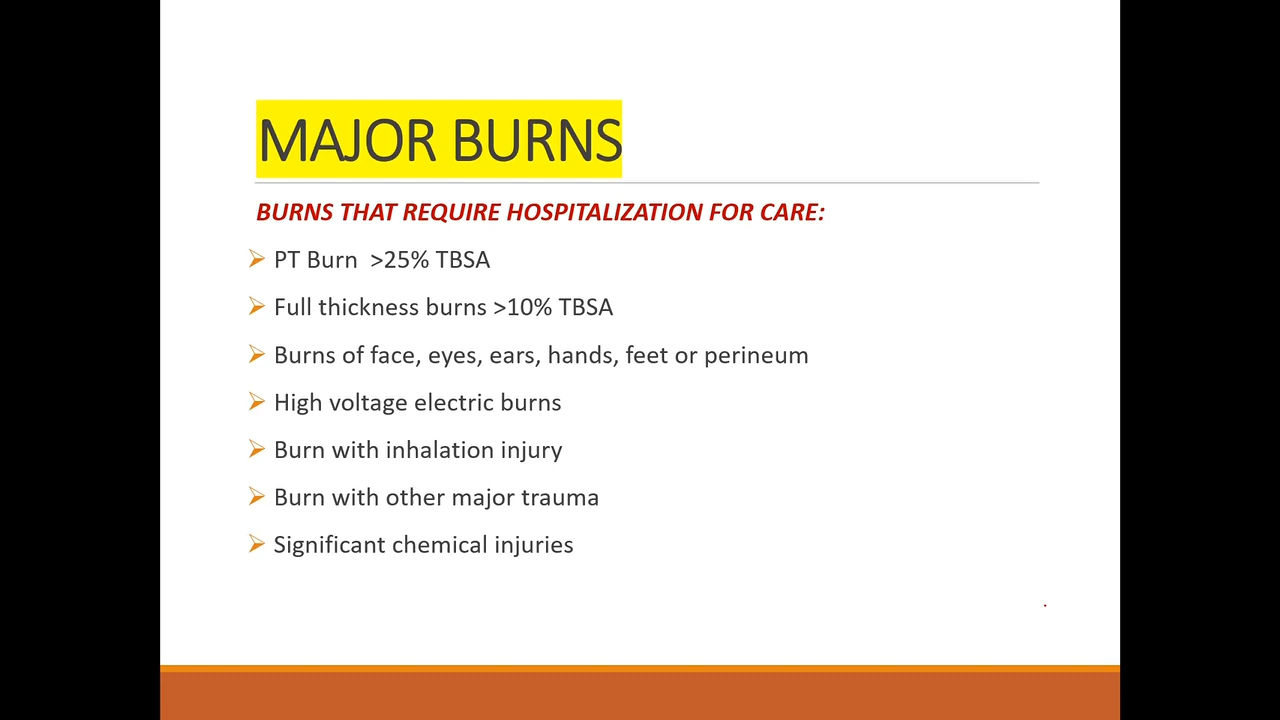 MAJOR BURNS
BURNS THAT REQUIRE HOSPITALIZATION FOR CARE:
PT Burn >25% TBSA
Full thickness burns >10% TBSA
Burns of face, eyes, ears, hands, feet or perineum
High voltage electric burns
Burn with inhalation injury
Burn with other major trauma
Significant chemical injuries